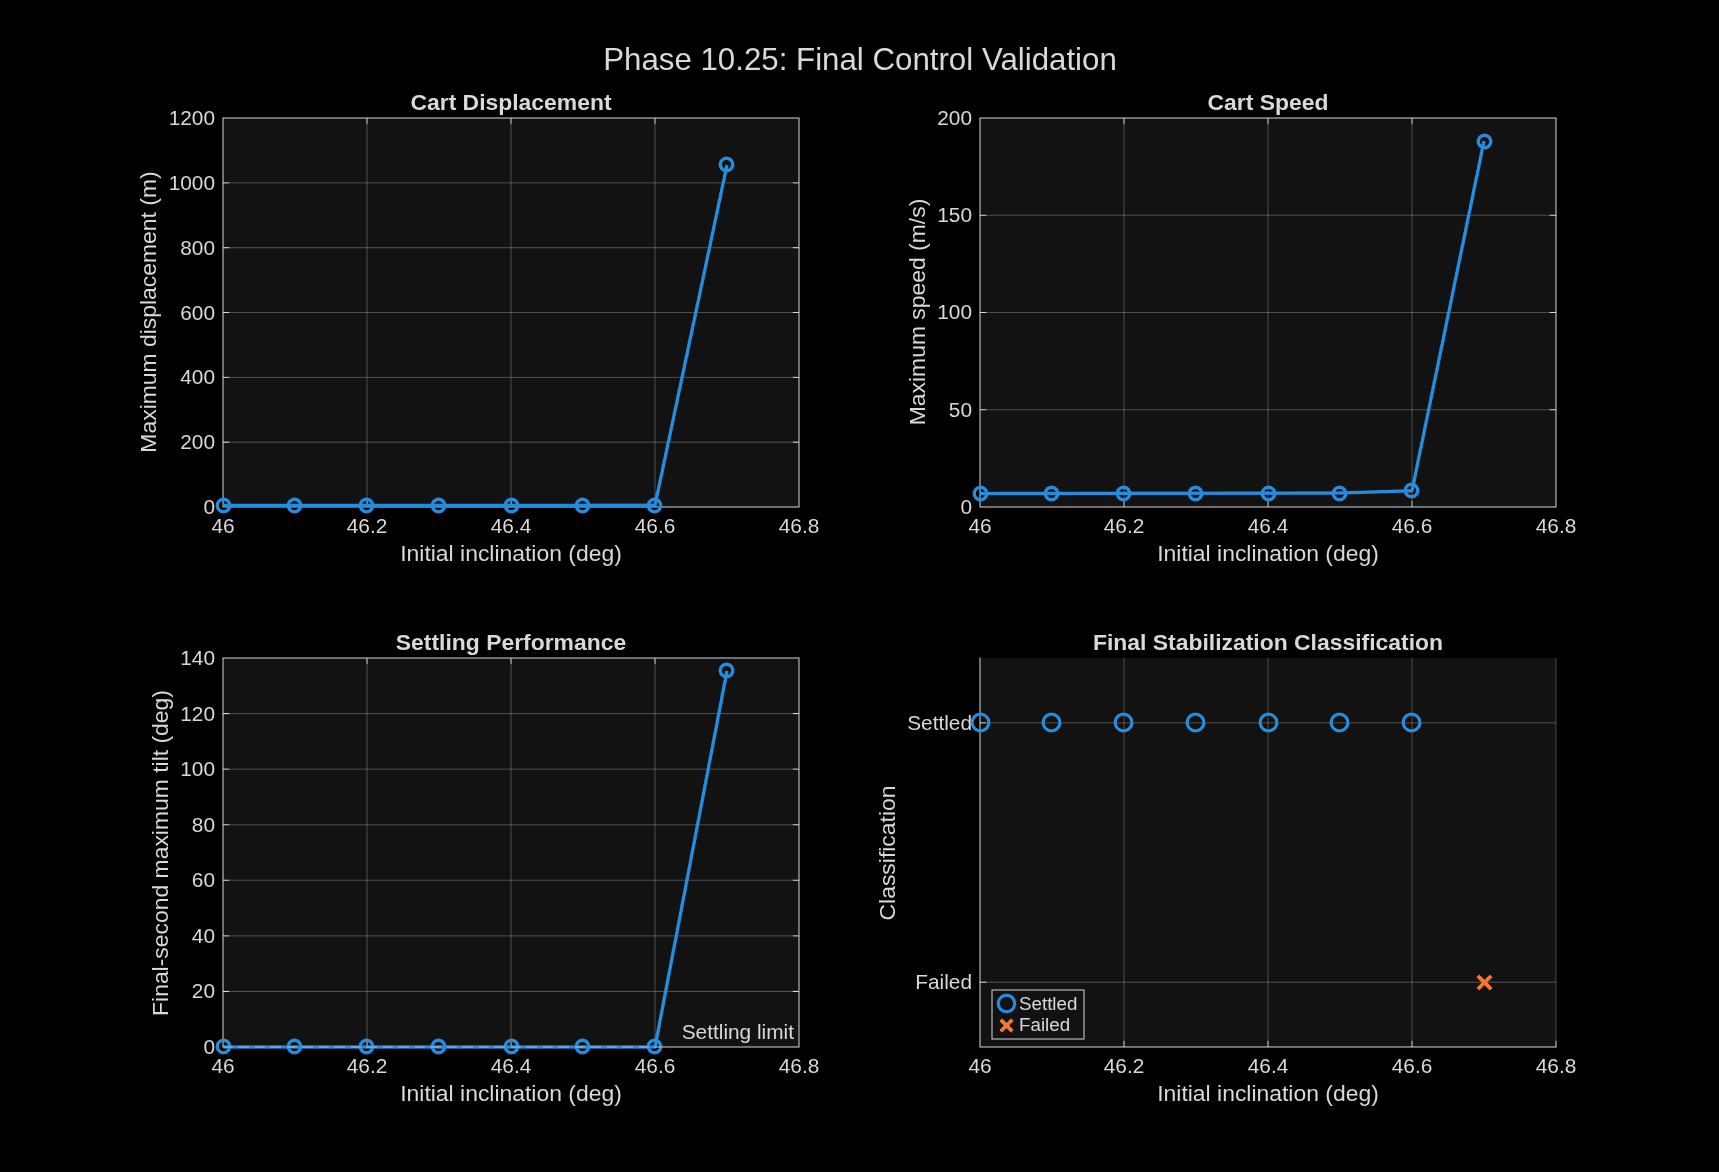 Phase 10.25: Final Control Validation
Cart Displacement
Maximum displacement (m)
1200
1000
800
600
400
200
0
46 46.2 46.4 46.6 46.8
Initial inclination (deg)
Cart Speed
Maximum speed (m/s)
200
150
100
50
0
46 46.2 46.4 46.6 46.8
Initial inclination (deg)
Settling Performance
Final-second maximum tilt (deg)
140
120
100
80
60
40
20
0
Settling limit
46 46.2 46.4 46.6 46.8
Initial inclination (deg)
Final Stabilization Classification
Classification
Settled
Failed
Settled
Failed
46 46.2 46.4 46.6 46.8
Initial inclination (deg)